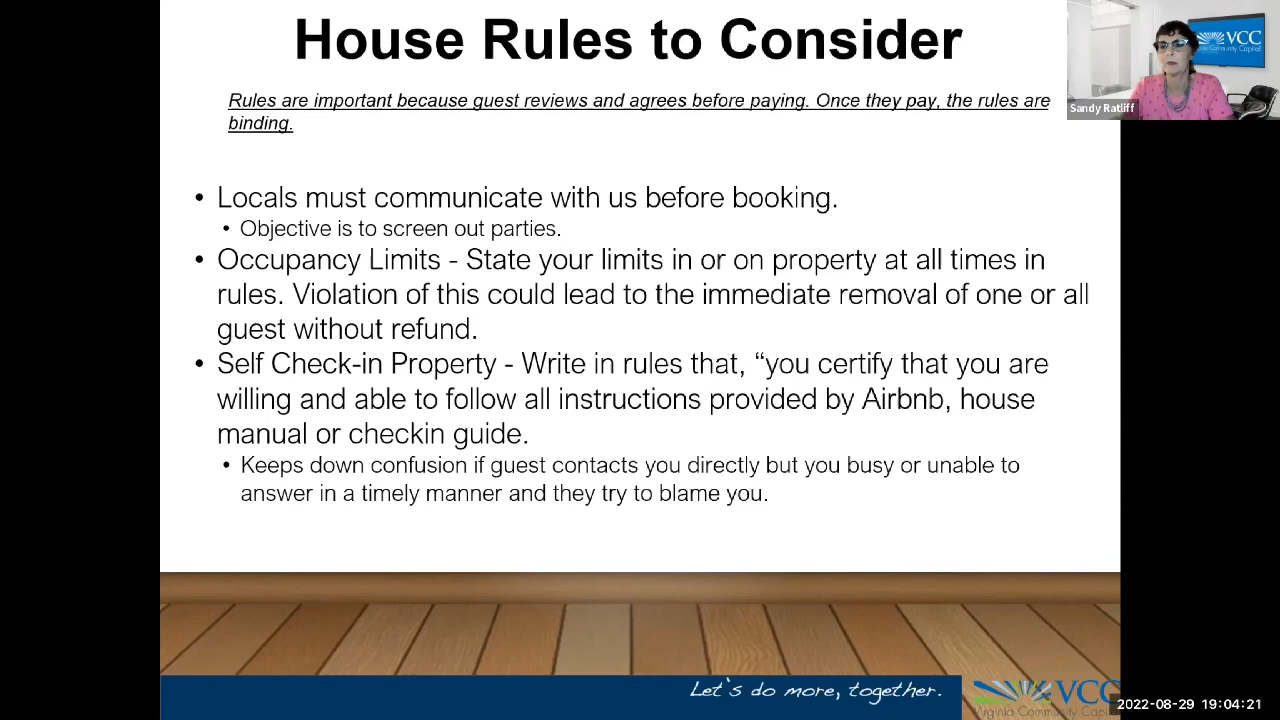 House Rules to Consider
Rules are important because guest reviews and agrees before paying. Once they pay, the rules are
binding.
• Locals must communicate with us before booking.
• Objective is to screen out parties.
• Occupancy Limits - State your limits in or on property at all times in
rules. Violation of this could lead to the immediate removal of one or all
guest without refund.
• Self Check-in Property - Write in rules that, “you certify that you are
willing and able to follow all instructions provided by Airbnb, house
manual or checkin guide.
• Keeps down confusion if guest contacts you directly but you busy or unable to
answer in a timely manner and they try to blame you.
VCC
Community Capital
Sandy Ratliff
Let's do more, together.
VCC
Virginia Community Capital
2022-08-29 19:04:21